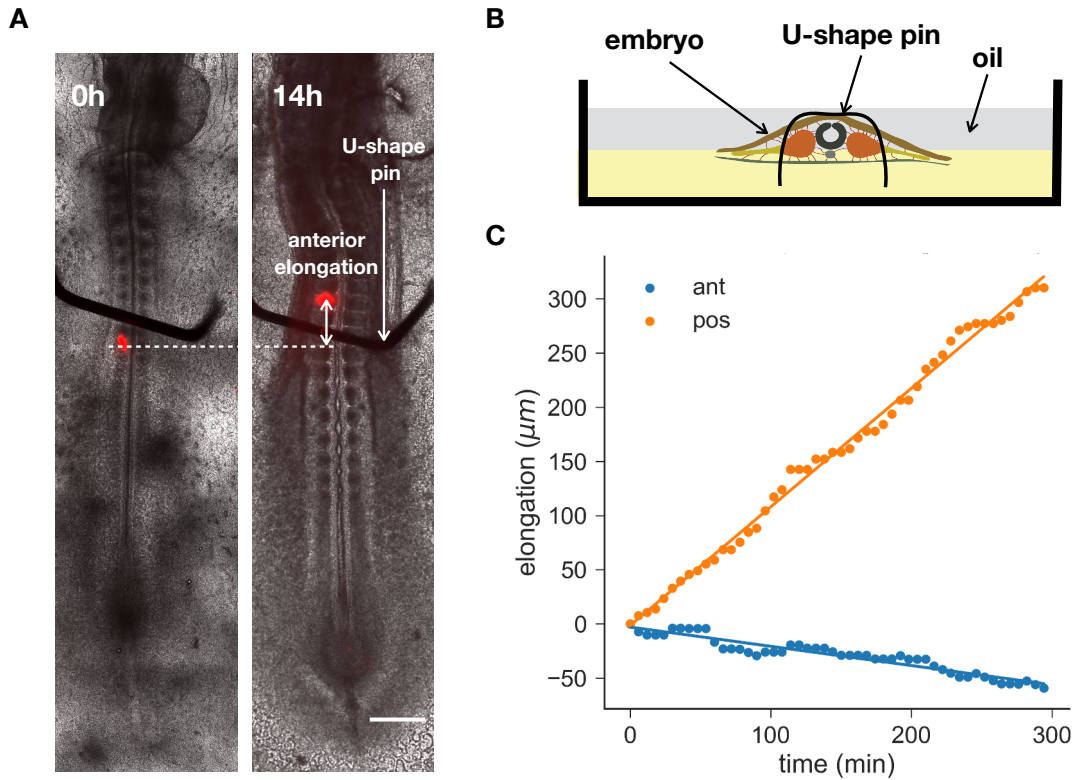 A
0h
14h
U-shape
pin
anterior
elongation
B
embryo
U-shape pin
oil
C
ant
pos
elongation (μm)
300
250
200
150
100
50
0
−50
0
100
200
300
time (min)